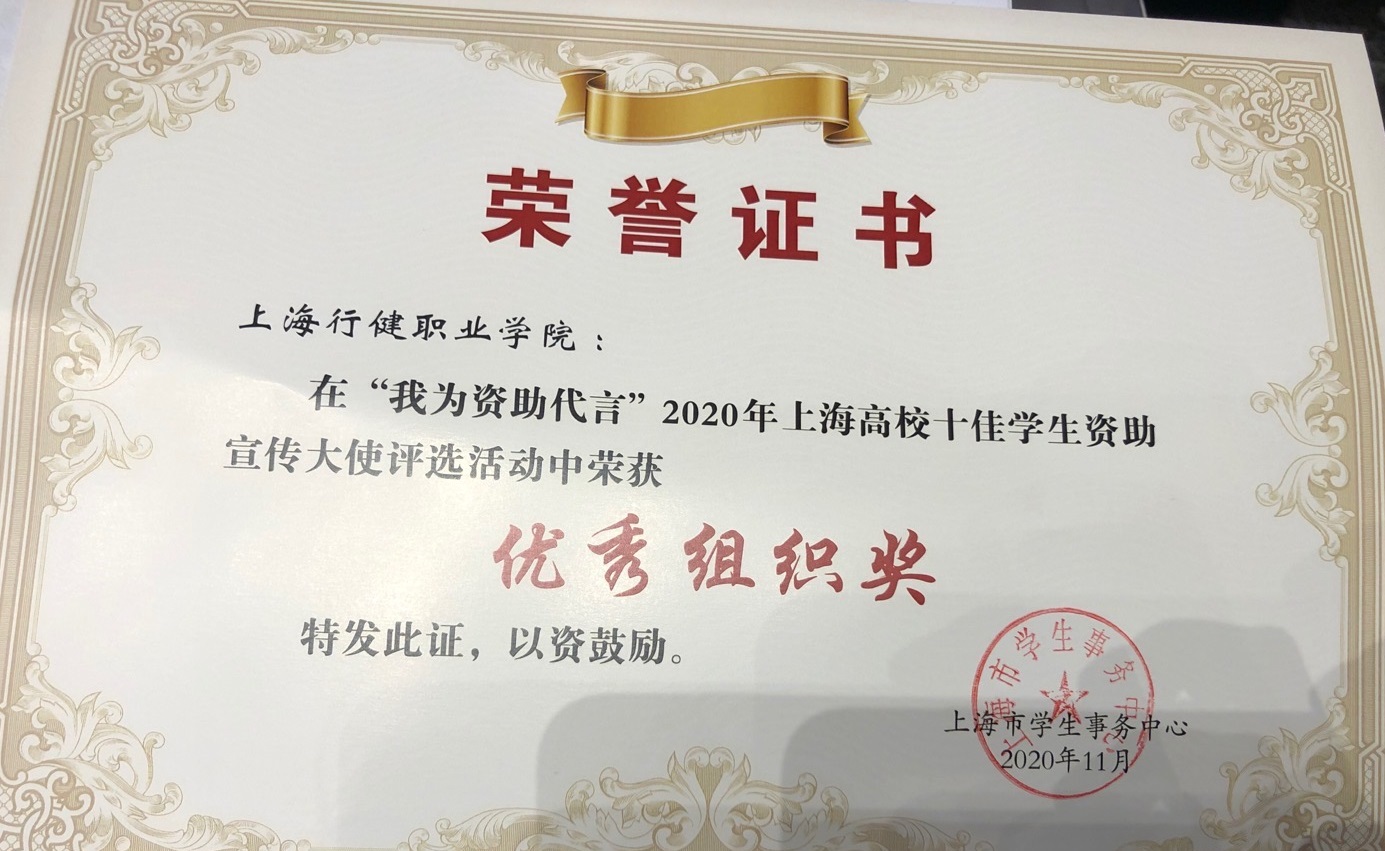 荣誉证书
上海行健职业学院：
在“我为资助代言”2020年上海高校十佳学生资助
宣传大使评选活动中荣获
优秀组织奖
特发此证，以资鼓励。
上海市学生事务中心
上海市学生事务中心
2020年11月